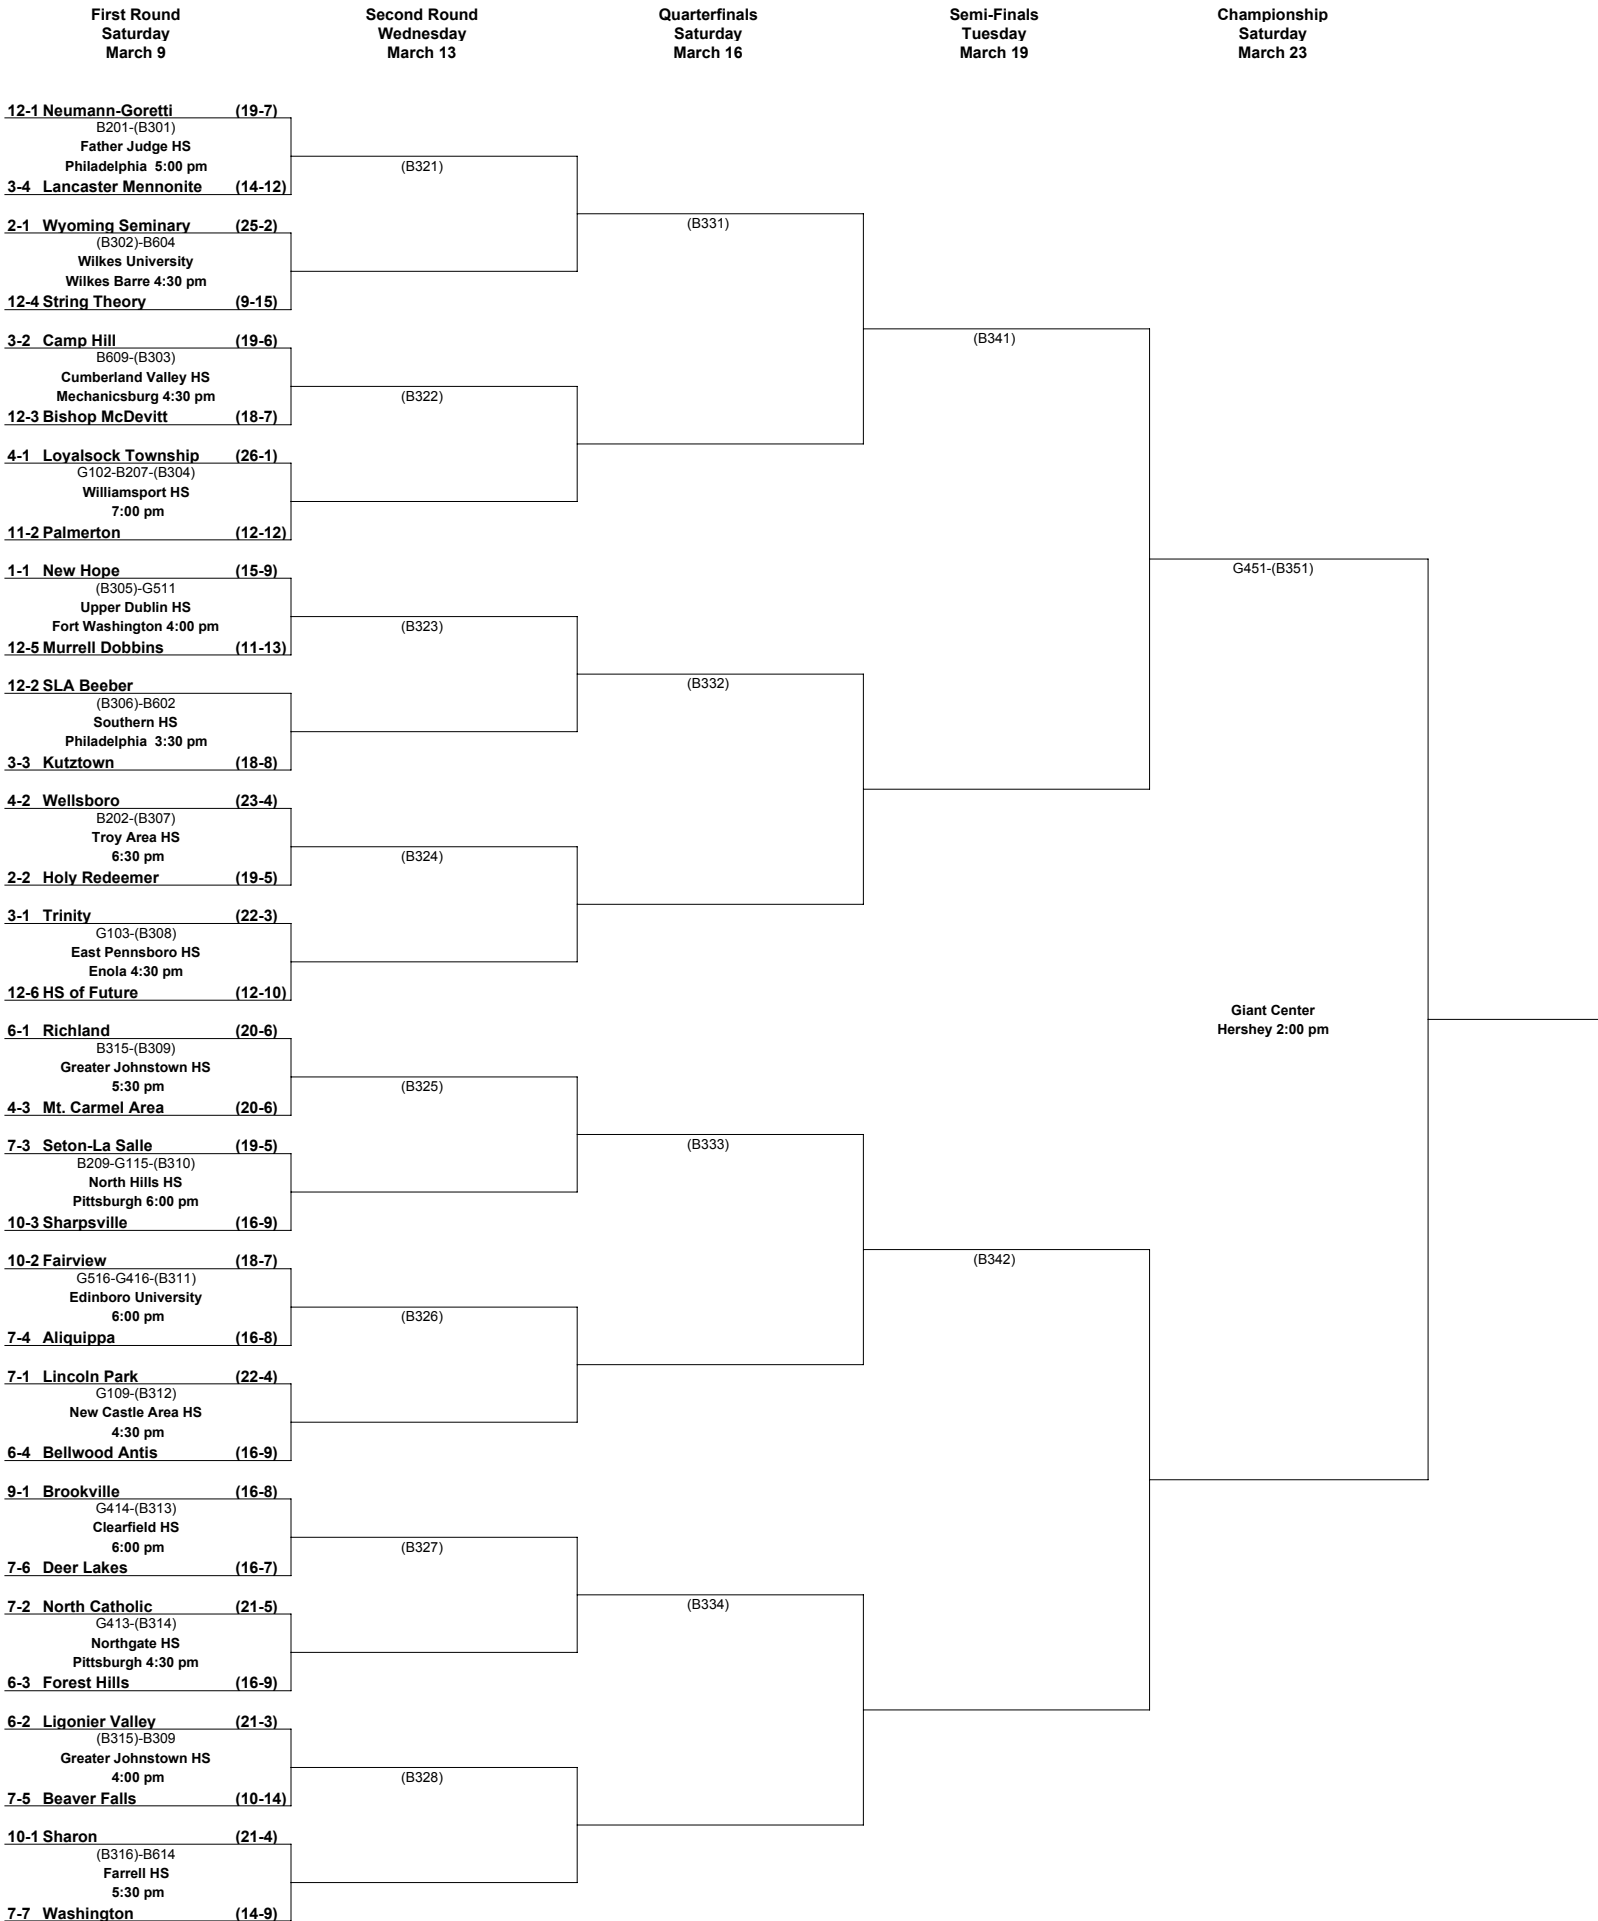 First Round
Saturday
March 9
Second Round
Wednesday
March 13
Quarterfinals
Saturday
March 16
Semi-Finals
Tuesday
March 19
Championship
Saturday
March 23
12-1 Neumann-Goretti (19-7)
B201-(B301)
Father Judge HS
Philadelphia 5:00 pm
3-4 Lancaster Mennonite (14-12)
(B321)
2-1 Wyoming Seminary (25-2)
(B302)-B604
Wilkes University
Wilkes Barre 4:30 pm
12-4 String Theory (9-15)
(B331)
3-2 Camp Hill (19-6)
B609-(B303)
Cumberland Valley HS
Mechanicsburg 4:30 pm
12-3 Bishop McDevitt (18-7)
(B322)
(B341)
4-1 Loyalsock Township (26-1)
G102-B207-(B304)
Williamsport HS
7:00 pm
11-2 Palmerton (12-12)
1-1 New Hope (15-9)
(B305)-G511
Upper Dublin HS
Fort Washington 4:00 pm
12-5 Murrell Dobbins (11-13)
(B323)
G451-(B351)
12-2 SLA Beeber
(B306)-B602
Southern HS
Philadelphia 3:30 pm
3-3 Kutztown (18-8)
(B332)
4-2 Wellsboro (23-4)
B202-(B307)
Troy Area HS
6:30 pm
2-2 Holy Redeemer (19-5)
(B324)
3-1 Trinity (22-3)
G103-(B308)
East Pennsboro HS
Enola 4:30 pm
12-6 HS of Future (12-10)
Giant Center
Hershey 2:00 pm
6-1 Richland (20-6)
B315-(B309)
Greater Johnstown HS
5:30 pm
4-3 Mt. Carmel Area (20-6)
(B325)
7-3 Seton-La Salle (19-5)
B209-G115-(B310)
North Hills HS
Pittsburgh 6:00 pm
10-3 Sharpsville (16-9)
(B333)
10-2 Fairview (18-7)
G516-G416-(B311)
Edinboro University
6:00 pm
7-4 Aliquippa (16-8)
(B326)
(B342)
7-1 Lincoln Park (22-4)
G109-(B312)
New Castle Area HS
4:30 pm
6-4 Bellwood Antis (16-9)
9-1 Brookville (16-8)
G414-(B313)
Clearfield HS
6:00 pm
7-6 Deer Lakes (16-7)
(B327)
7-2 North Catholic (21-5)
G413-(B314)
Northgate HS
Pittsburgh 4:30 pm
6-3 Forest Hills (16-9)
(B334)
6-2 Ligonier Valley (21-3)
(B315)-B309
Greater Johnstown HS
4:00 pm
7-5 Beaver Falls (10-14)
(B328)
10-1 Sharon (21-4)
(B316)-B614
Farrell HS
5:30 pm
7-7 Washington (14-9)